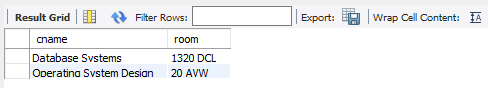 Result Grid Filter Rows: Export: Wrap Cell Content:
cname room
Database Systems 1320 DCL
Operating System Design 20 AVW